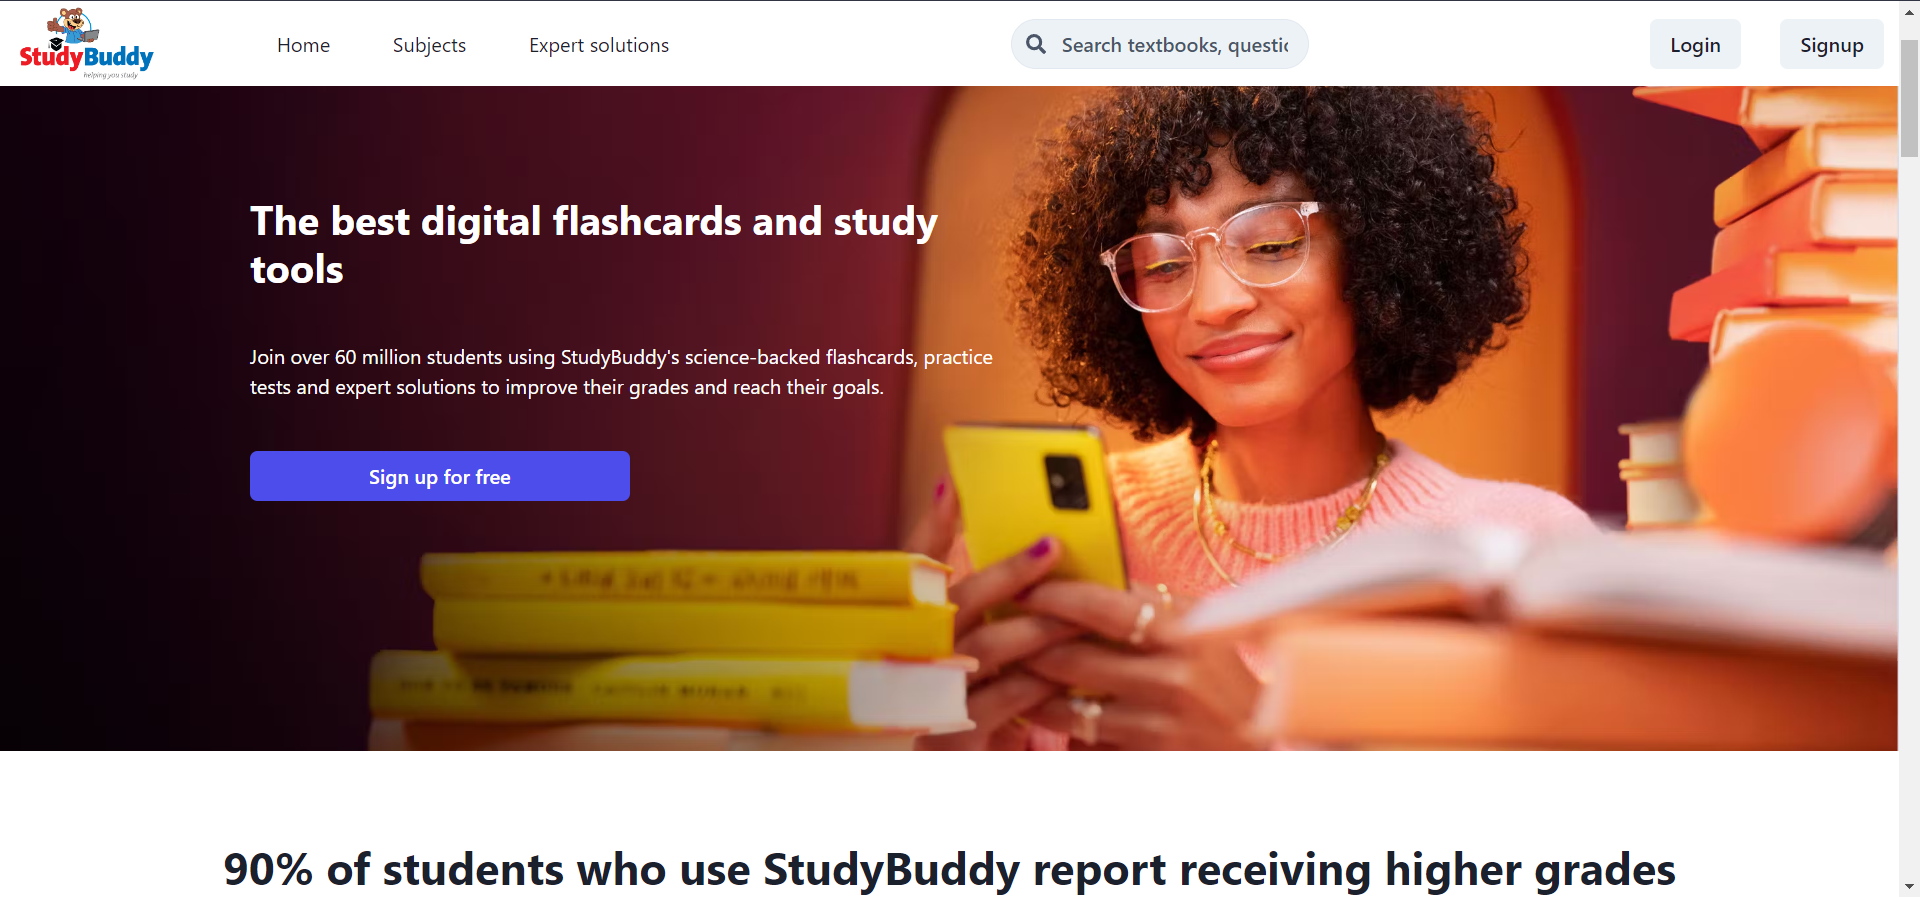 StudyBuddy
helping you study
Home
Subjects
Expert solutions
Search textbooks, questic
Login
Signup
The best digital flashcards and study
tools
Join over 60 million students using StudyBuddy's science-backed flashcards, practice
tests and expert solutions to improve their grades and reach their goals.
Sign up for free
90% of students who use StudyBuddy report receiving higher grades